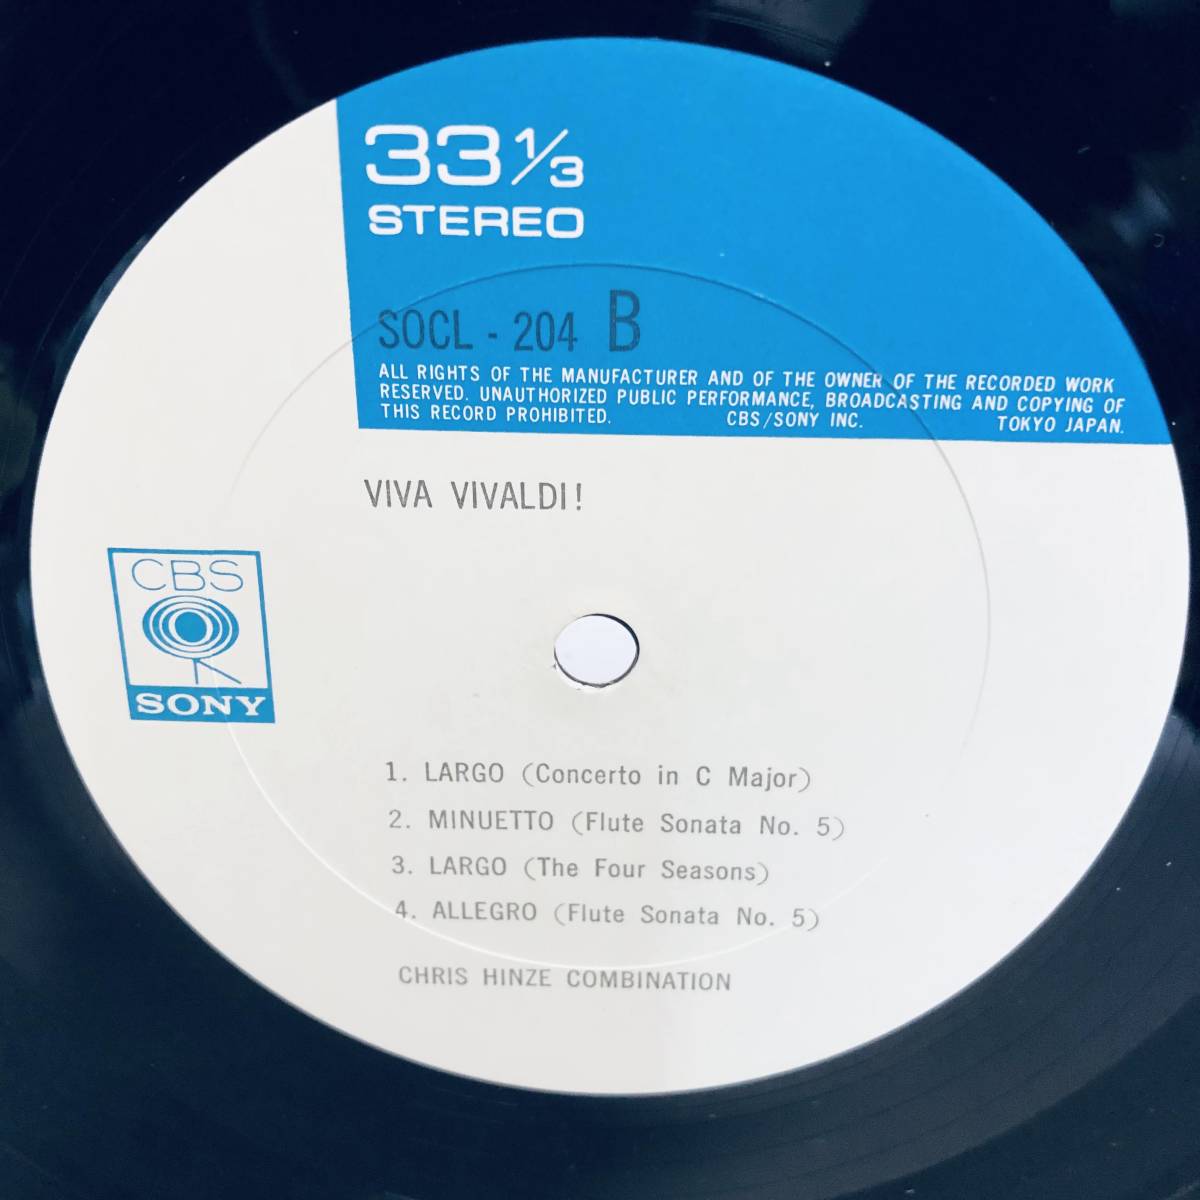 33 1/3
STEREO
SOCL - 204 B
ALL RIGHTS OF THE MANUFACTURER AND OF THE OWNER OF THE RECORDED WORK
RESERVED. UNAUTHORIZED PUBLIC PERFORMANCE, BROADCASTING AND COPYING OF
THIS RECORD PROHIBITED. CBS/SONY INC. TOKYO JAPAN.
VIVA VIVALDI!
CBS
SONY
1. LARGO (Concerto in C Major)
2. MINUETTO (Flute Sonata No. 5)
3. LARGO (The Four Seasons)
4. ALLEGRO (Flute Sonata No. 5)
CHRIS HINZE COMBINATION